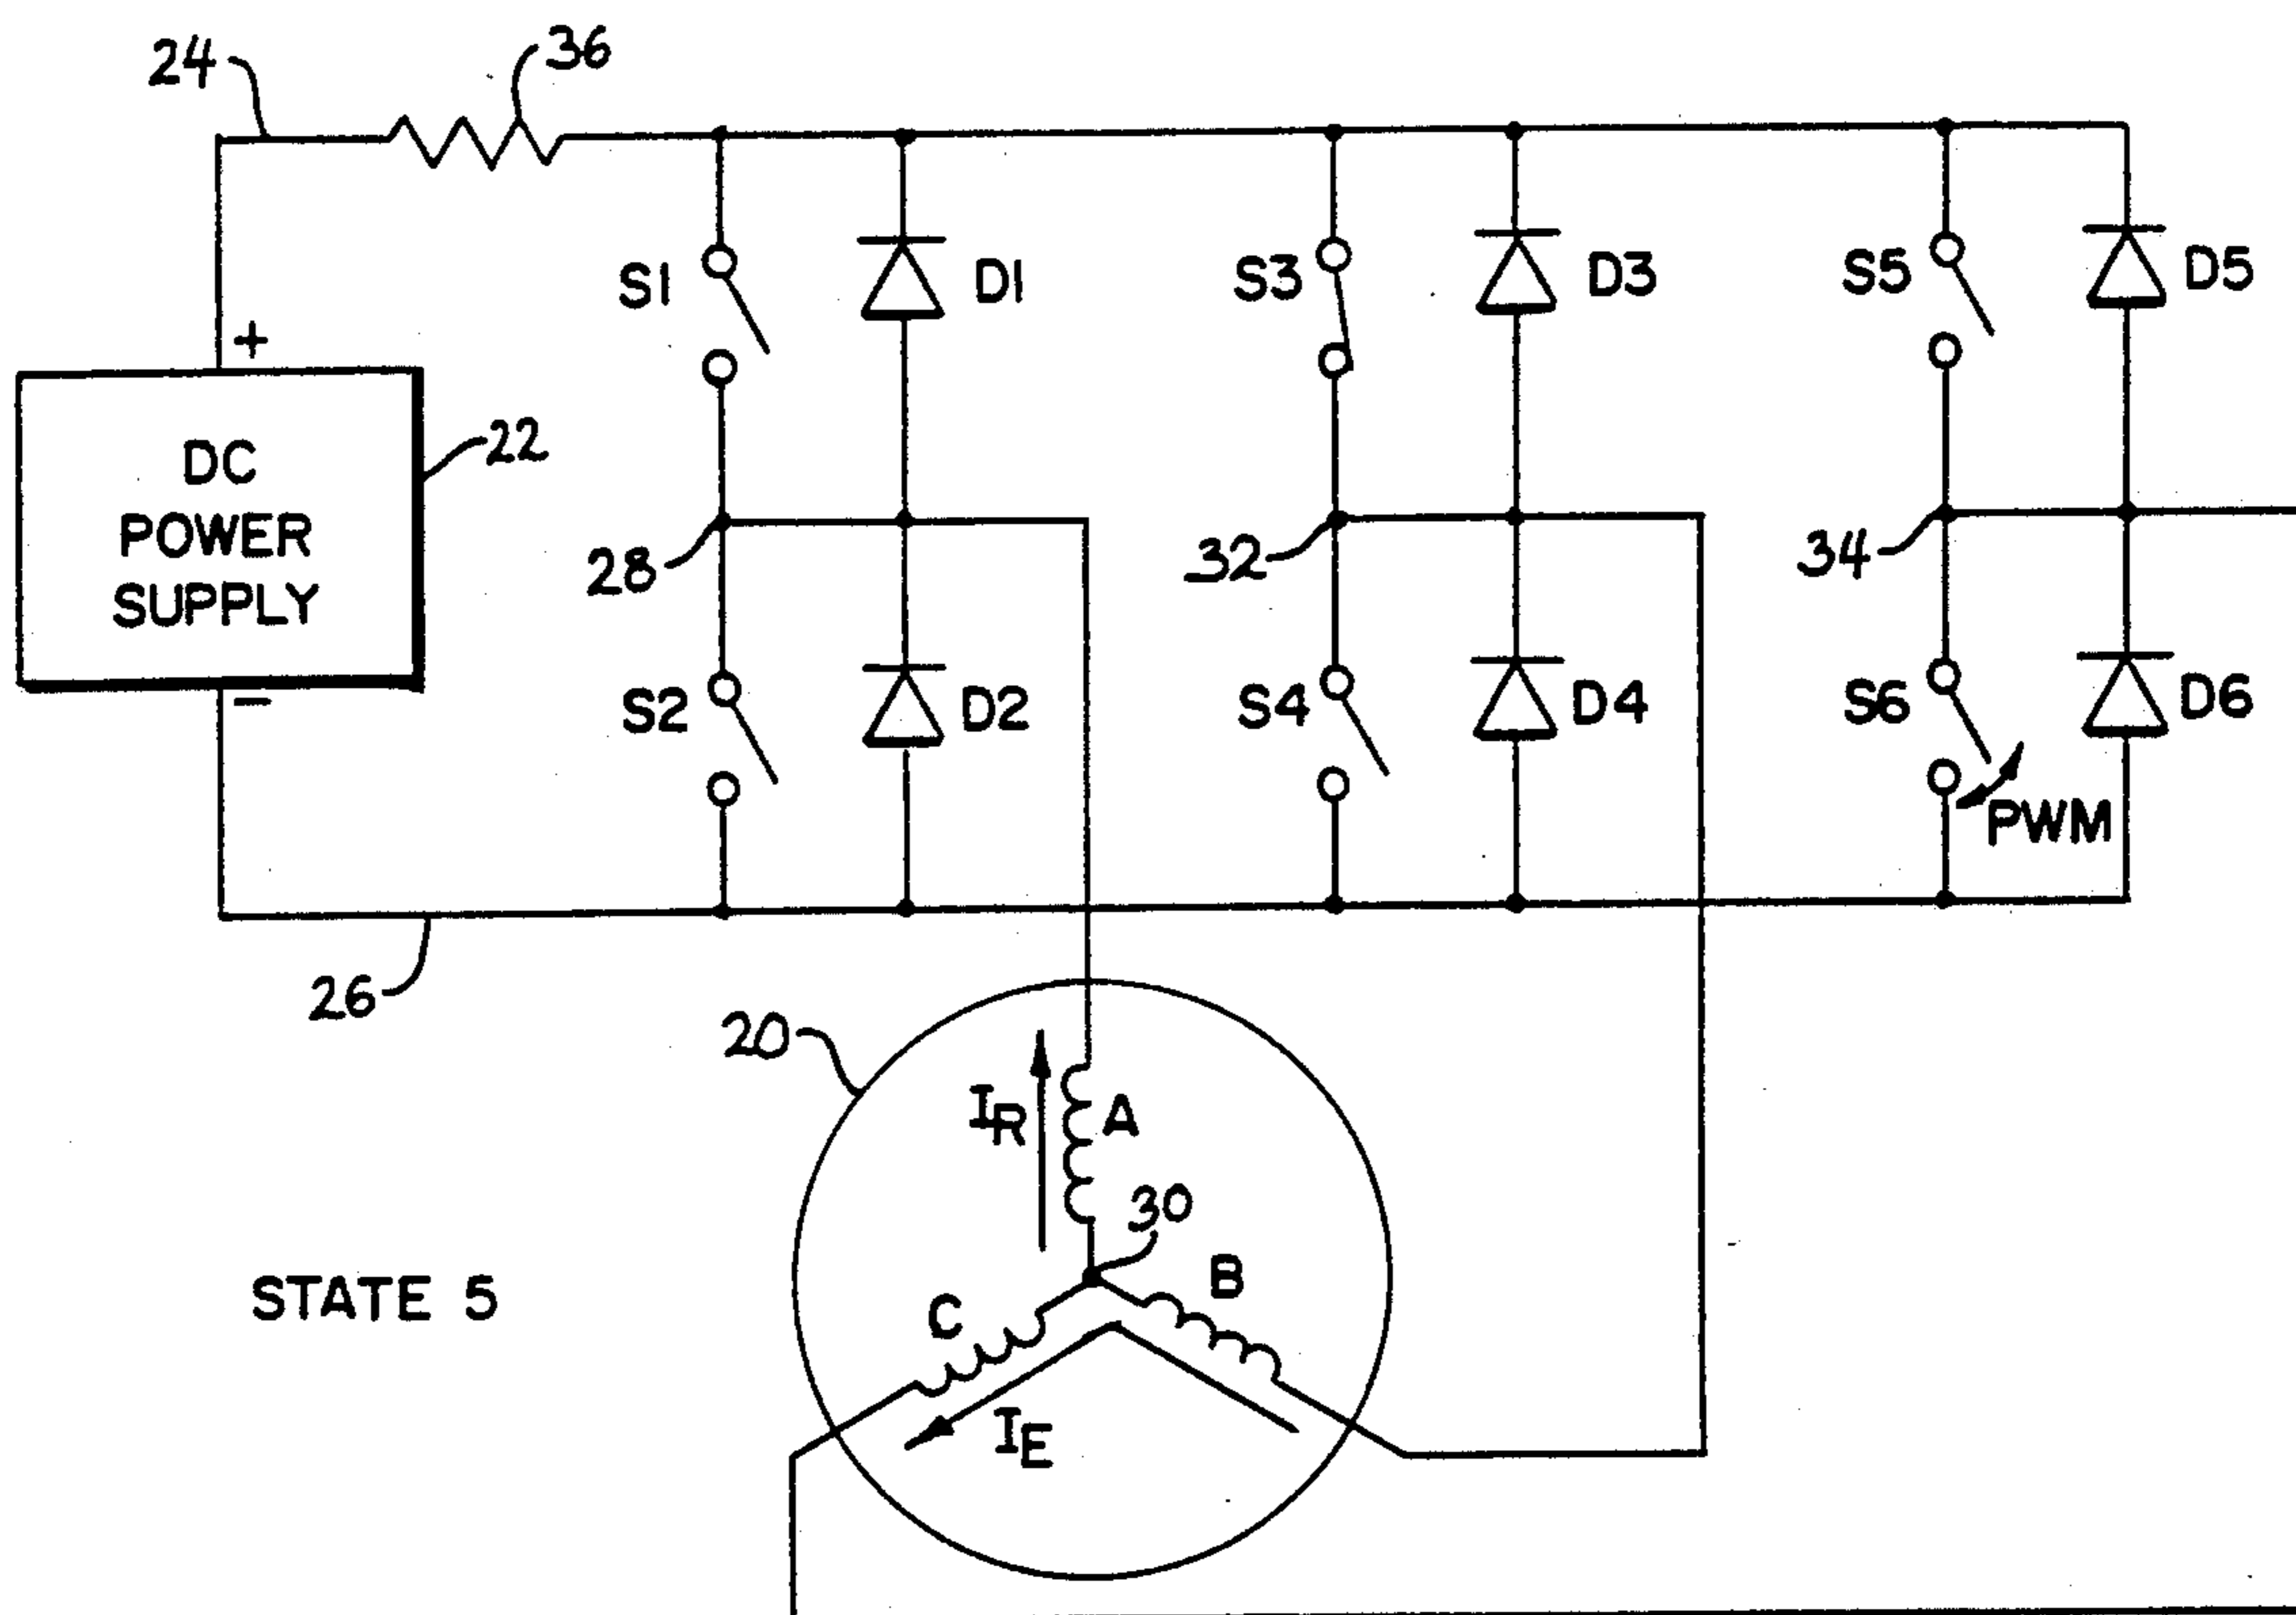 24
36
S1
D1
S3
D3
S5
D5
+
DC
POWER
SUPPLY
22
28
32
34
S2
D2
S4
D4
S6
D6
−
PWM
26
20
IR
A
30
B
C
STATE 5
IE